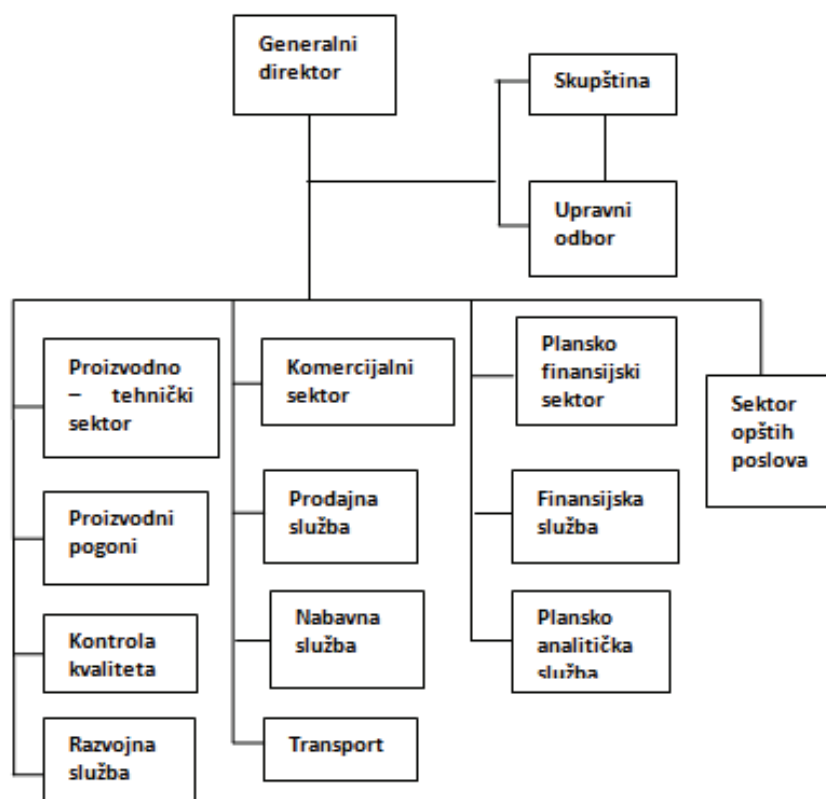 Generalni
direktor
Skupština
Upravni
odbor
Proizvodno
– tehnički
sektor
Komercijalni
sektor
Plansko
finansijski
sektor
Sektor
opštih
poslova
Proizvodni
pogoni
Prodajna
služba
Finansijska
služba
Kontrola
kvaliteta
Nabavna
služba
Plansko
analitička
služba
Razvojna
služba
Transport